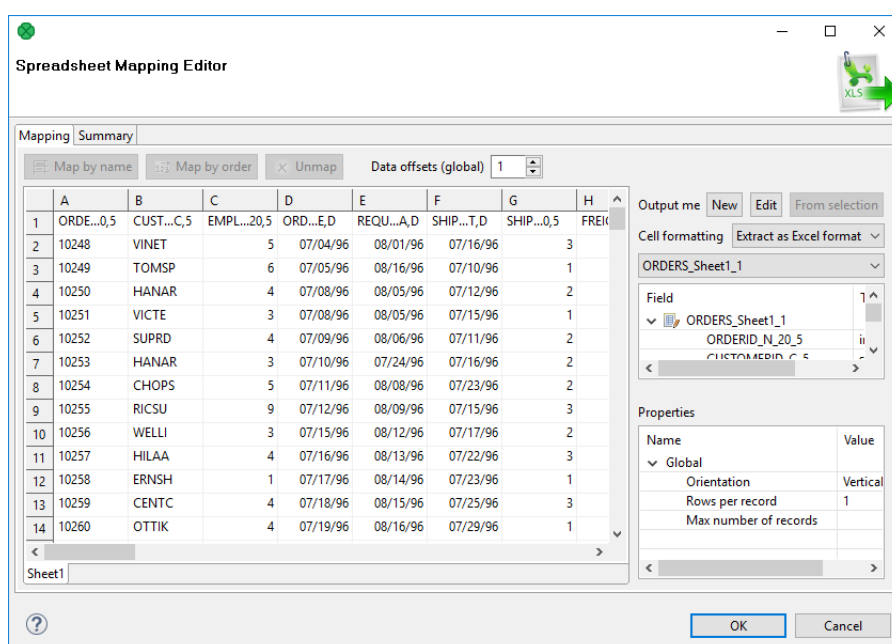 Spreadsheet Mapping Editor
XLS
Mapping Summary
Map by name Map by order Unmap Data offsets (global) 1
A B C D E F G H
1 ORDE...0,5 CUST...C,5 EMPL...20,5 ORD...E,D REQU...A,D SHIP...T,D SHIP...0,5 FREIG
2 10248 VINET 5 07/04/96 08/01/96 07/16/96 3
3 10249 TOMSP 6 07/05/96 08/16/96 07/10/96 1
4 10250 HANAR 4 07/08/96 08/05/96 07/12/96 2
5 10251 VICTE 3 07/08/96 08/05/96 07/15/96 1
6 10252 SUPRD 4 07/09/96 08/06/96 07/11/96 2
7 10253 HANAR 3 07/10/96 07/24/96 07/16/96 2
8 10254 CHOPS 5 07/11/96 08/08/96 07/23/96 2
9 10255 RICSU 9 07/12/96 08/09/96 07/15/96 3
10 10256 WELLI 3 07/15/96 08/12/96 07/17/96 2
11 10257 HILAA 4 07/16/96 08/13/96 07/22/96 3
12 10258 ERNSH 1 07/17/96 08/14/96 07/23/96 1
13 10259 CENTC 4 07/18/96 08/15/96 07/25/96 3
14 10260 OTTIK 4 07/19/96 08/16/96 07/29/96 1
Sheet1
Output me New Edit From selection
Cell formatting Extract as Excel format
ORDERS_Sheet1_1
Field
ORDERS_Sheet1_1
ORDERID_N_20_5
CUSTOMERID_C_5
Properties
Name Value
Global
Orientation Vertical
Rows per record 1
Max number of records
? OK Cancel